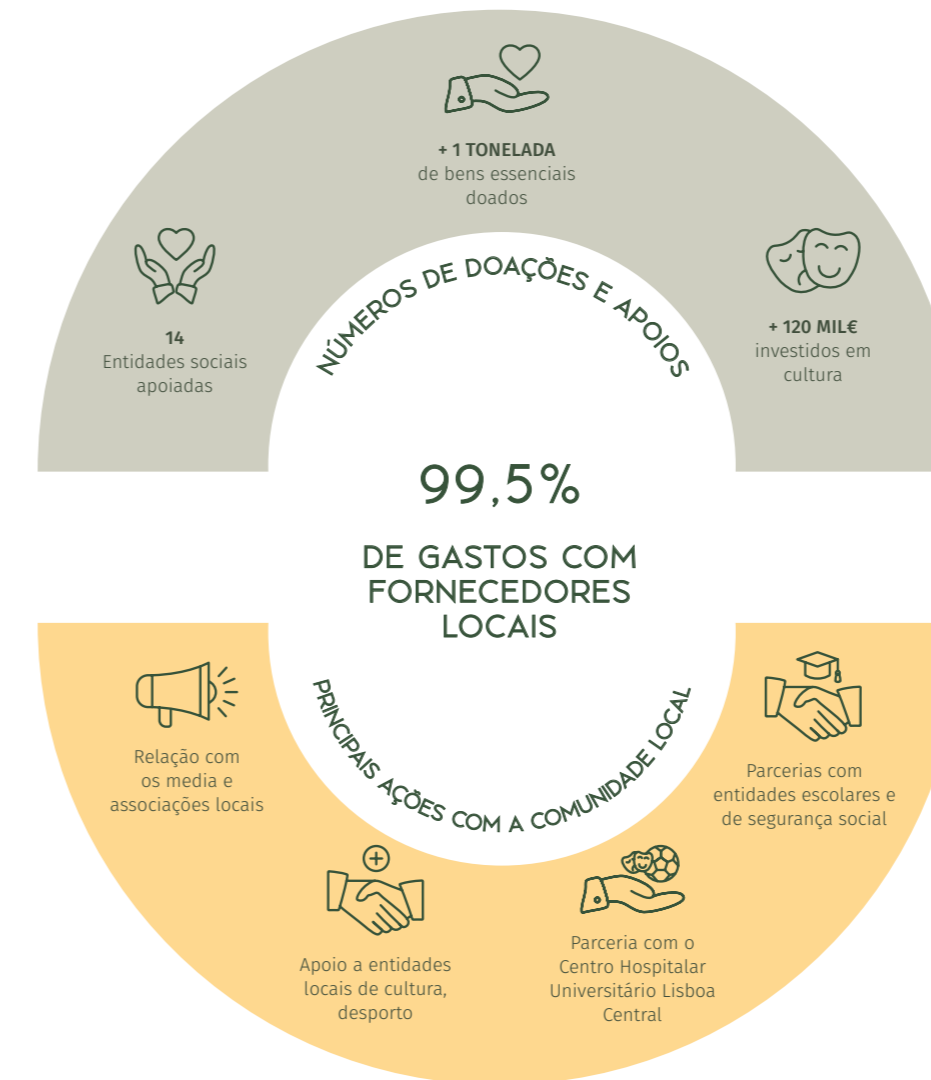 + 1 TONELADA
de bens essenciais
doados
14
Entidades sociais
apoiadas
+ 120 MIL€
investidos em
cultura
NÚMEROS DE DOAÇÕES E APOIOS
99,5%
DE GASTOS COM
FORNECEDORES
LOCAIS
PRINCIPAIS AÇÕES COM A COMUNIDADE LOCAL
Relação com
os media e
associações locais
Apoio a entidades
locais de cultura,
desporto
Parceria com o
Centro Hospitalar
Universitário Lisboa
Central
Parcerias com
entidades escolares e
de segurança social